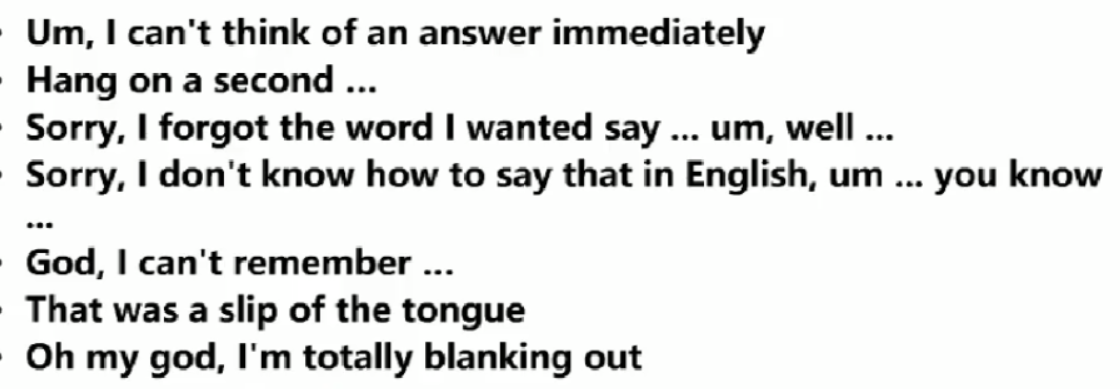 • Um, I can't think of an answer immediately
• Hang on a second ...
• Sorry, I forgot the word I wanted say ... um, well ...
• Sorry, I don't know how to say that in English, um ... you know
...
• God, I can't remember ...
• That was a slip of the tongue
• Oh my god, I'm totally blanking out